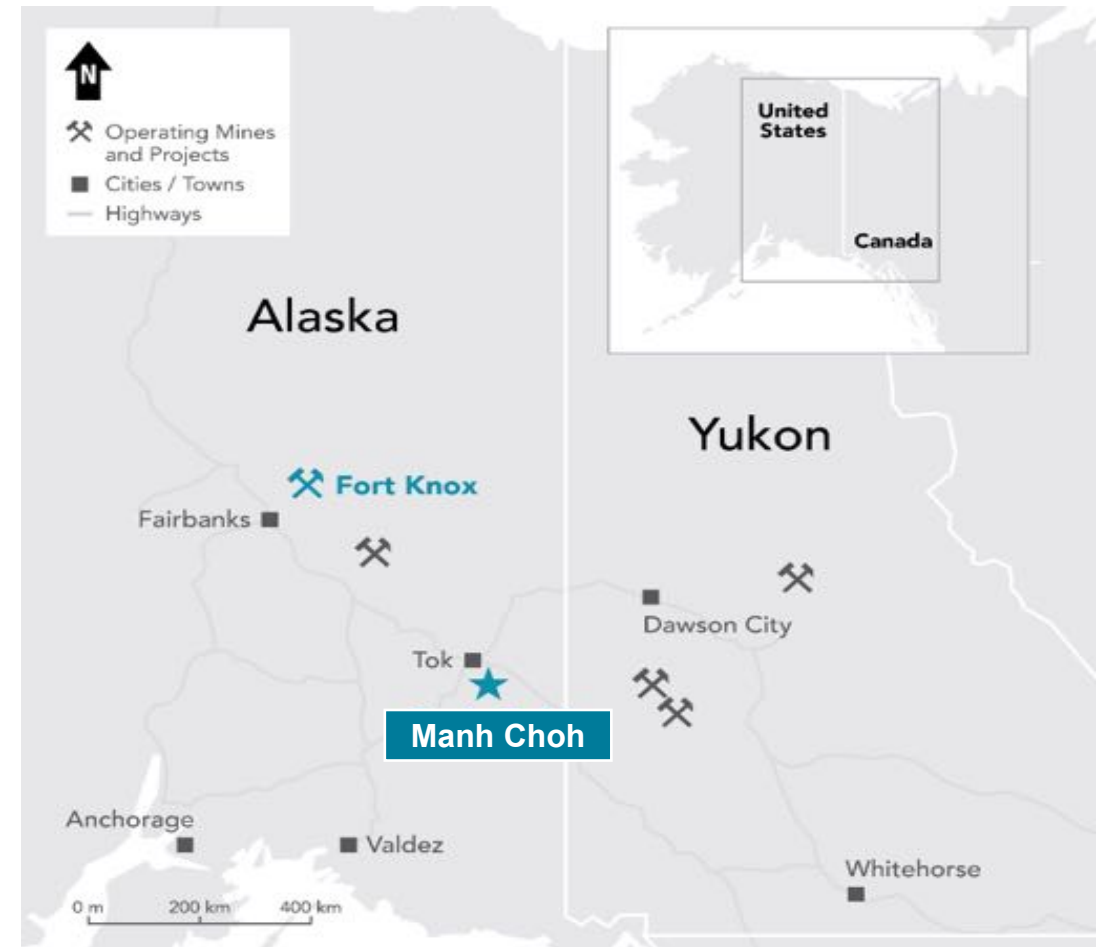 N
Operating Mines
and Projects
Cities / Towns
Highways
United
States
Canada
Alaska
Yukon
Fort Knox
Fairbanks
Dawson City
Tok
Manh Choh
Anchorage
Valdez
Whitehorse
0 m 200 km 400 km